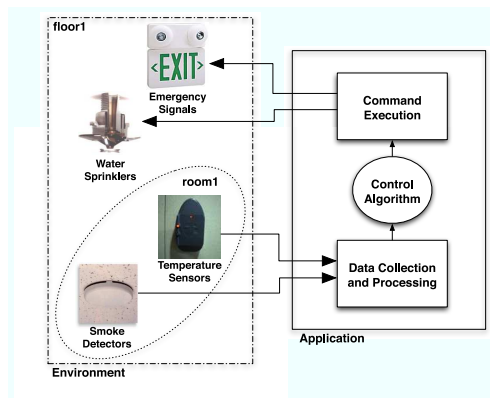 floor1
<EXIT>
Emergency
Signals
Water
Sprinklers
room1
Temperature
Sensors
Smoke
Detectors
Environment
Command
Execution
Control
Algorithm
Data Collection
and Processing
Application